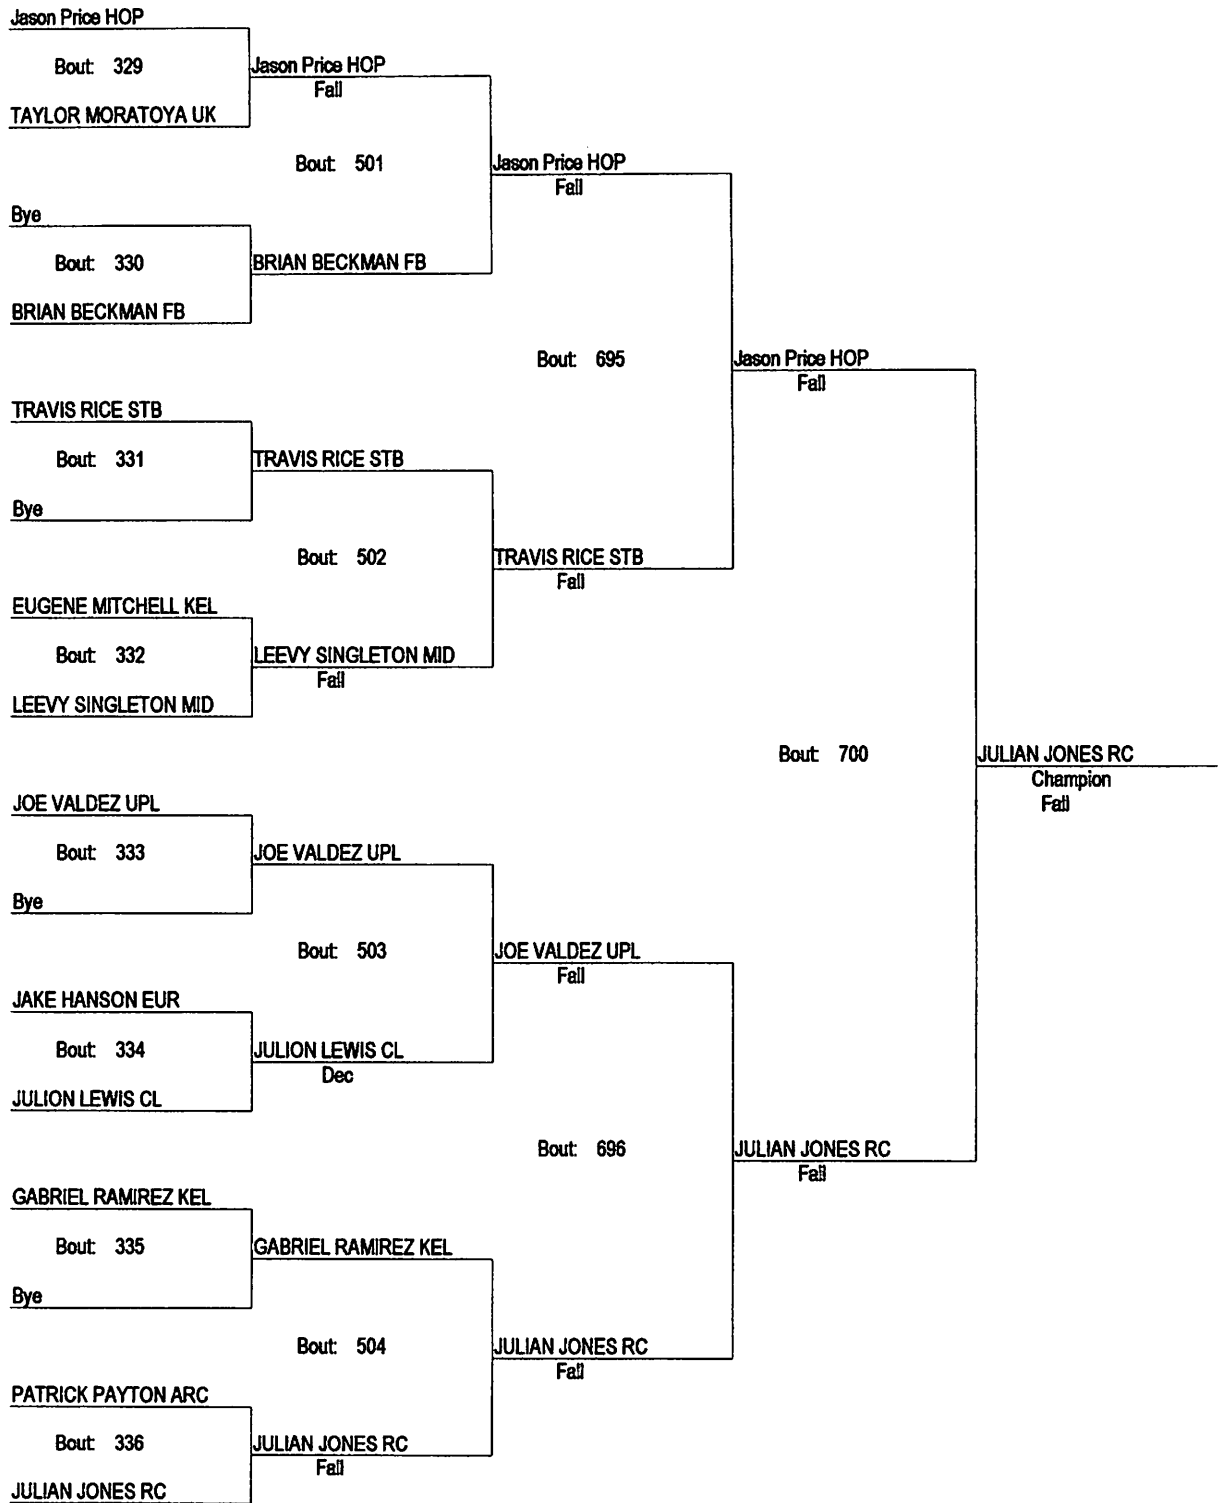 Jason Price HOP
Bout: 329
Jason Price HOP
Fall
TAYLOR MORATOYA UK
Bout: 501
Jason Price HOP
Fall
Bye
Bout: 330
BRIAN BECKMAN FB
BRIAN BECKMAN FB
Bout: 695
Jason Price HOP
Fall
TRAVIS RICE STB
Bout: 331
TRAVIS RICE STB
Bye
Bout: 502
TRAVIS RICE STB
Fall
EUGENE MITCHELL KEL
Bout: 332
LEEVY SINGLETON MID
Fall
LEEVY SINGLETON MID
Bout: 700
JULIAN JONES RC
Champion
Fall
JOE VALDEZ UPL
Bout: 333
JOE VALDEZ UPL
Bye
Bout: 503
JOE VALDEZ UPL
Fall
JAKE HANSON EUR
Bout: 334
JULION LEWIS CL
Dec
JULION LEWIS CL
Bout: 696
JULIAN JONES RC
Fall
GABRIEL RAMIREZ KEL
Bout: 335
GABRIEL RAMIREZ KEL
Bye
Bout: 504
JULIAN JONES RC
Fall
PATRICK PAYTON ARC
Bout: 336
JULIAN JONES RC
Fall
JULIAN JONES RC